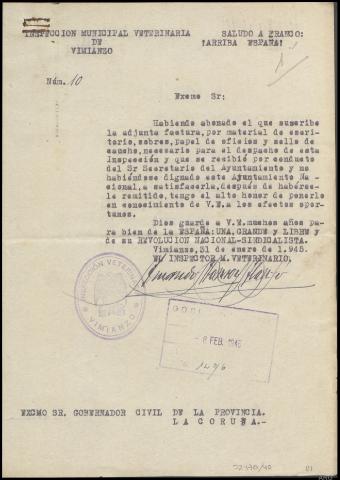 INSPECCION MUNICIPAL VETERINARIA
DE
VIMIANZO
SALUDO A FRANCO:
¡ARRIBA ESPAÑA!
Núm. 10
Excmo Sr:
Habiendo abonado el que suscribe
la adjunta factura, por material de escri-
torio, sobres, papel de oficios y sello de
caucho, necesario para el despacho de esta
Inspección y que se recibió por conducto
del Sr Secretario del Ayuntamiento y no
habiéndose dignado este Ayuntamiento Na-
cional, a satisfacerla, después de habérse-
le remitido, tengo el alto honor de ponerlo
en conocimiento de V.E. a los efectos opor-
tunos.
Dios guarde a V.E. muchos años
para bien de la ESPAÑA: UNA, GRANDE y LIBRE y
de su REVOLUCION NACIONAL-SINDICALISTA.
Vimianzo, 31 de enero de 1.945.
EL INSPECTOR M. VETERINARIO.
INSPECCIÓN VETERINARIA
VIMIANZO
FEB. 1945
EXCMO SR. GOBERNADOR CIVIL DE LA PROVINCIA.
LA CORUÑA.-